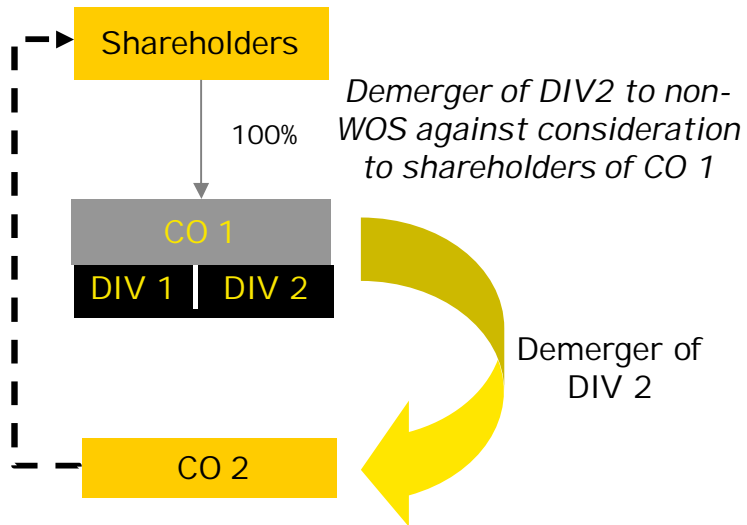 Shareholders
Demerger of DIV2 to non-
WOS against consideration
to shareholders of CO 1
100%
CO 1
DIV 1
DIV 2
Demerger of
DIV 2
CO 2